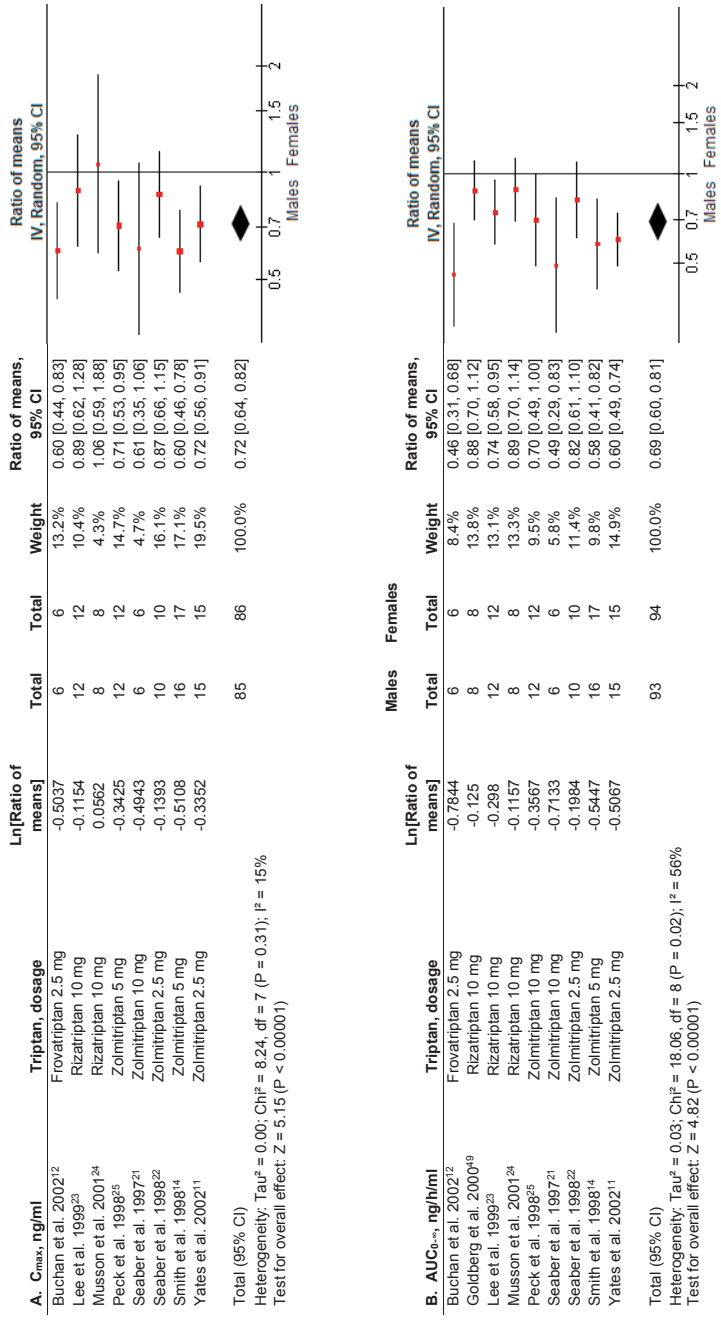 Ratio of means
IV, Random, 95% CI
Ln[Ratio of means] Ratio of means, 95% CI
A. Cmax, ng/ml Triptan, dosage Total Total Weight
Buchan et al. 2002¹² Frovatriptan 2.5 mg -0.5037 6 6 13.2% 0.60 [0.44, 0.83]
Lee et al. 1999²³ Rizatriptan 10 mg -0.1154 12 12 10.4% 0.89 [0.62, 1.28]
Musson et al. 2001²⁴ Rizatriptan 10 mg 0.0562 8 8 4.3% 1.06 [0.59, 1.88]
Peck et al. 1998²⁵ Zolmitriptan 5 mg -0.3425 12 12 14.7% 0.71 [0.53, 0.95]
Seaber et al. 1997²¹ Zolmitriptan 10 mg -0.4943 6 6 4.7% 0.61 [0.35, 1.06]
Seaber et al. 1998²² Zolmitriptan 2.5 mg -0.1393 10 10 16.1% 0.87 [0.66, 1.15]
Smith et al. 1998¹⁴ Zolmitriptan 5 mg -0.5108 16 17 17.1% 0.60 [0.46, 0.78]
Yates et al. 2002¹¹ Zolmitriptan 2.5 mg -0.3352 15 15 19.5% 0.72 [0.56, 0.91]
Total (95% CI) 85 86 100.0% 0.72 [0.64, 0.82]
Heterogeneity: Tau² = 0.00; Chi² = 8.24, df = 7 (P = 0.31); I² = 15%
Test for overall effect: Z = 5.15 (P < 0.00001)
0.5 0.7 1 1.5 2
Males Females
Ratio of means
IV, Random, 95% CI
Ln[Ratio of means] Males Females Ratio of means, 95% CI
B. AUC0-∞, ng/h/ml Triptan, dosage Total Total Weight
Buchan et al. 2002¹² Frovatriptan 2.5 mg -0.7844 6 6 8.4% 0.46 [0.31, 0.68]
Goldberg et al. 2000⁴⁹ Rizatriptan 10 mg -0.125 8 8 13.8% 0.88 [0.70, 1.12]
Lee et al. 1999²³ Rizatriptan 10 mg -0.298 12 12 13.1% 0.74 [0.58, 0.95]
Musson et al. 2001²⁴ Rizatriptan 10 mg -0.1157 8 8 13.3% 0.89 [0.70, 1.14]
Peck et al. 1998²⁵ Zolmitriptan 10 mg -0.3567 12 12 9.5% 0.70 [0.49, 1.00]
Seaber et al. 1997²¹ Zolmitriptan 10 mg -0.7133 6 6 5.8% 0.49 [0.29, 0.83]
Seaber et al. 1998²² Zolmitriptan 2.5 mg -0.1984 10 10 11.4% 0.82 [0.61, 1.10]
Smith et al. 1998¹⁴ Zolmitriptan 5 mg -0.5447 16 17 9.8% 0.58 [0.41, 0.82]
Yates et al. 2002¹¹ Zolmitriptan 2.5 mg -0.5067 15 15 14.9% 0.60 [0.49, 0.74]
Total (95% CI) 93 94 100.0% 0.69 [0.60, 0.81]
Heterogeneity: Tau² = 0.03; Chi² = 18.06, df = 8 (P = 0.02); I² = 56%
Test for overall effect: Z = 4.82 (P < 0.00001)
0.5 0.7 1 1.5 2
Males Females